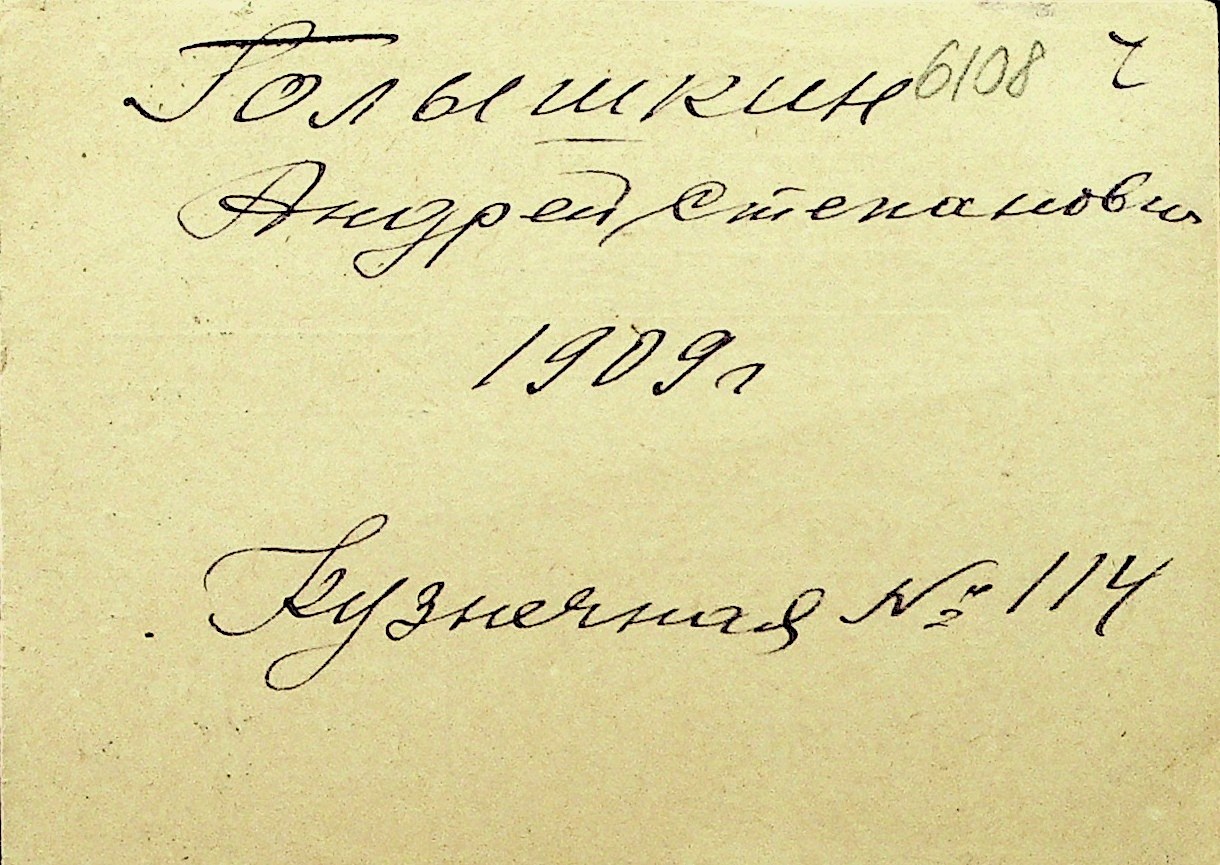 Голышкин 6108 ч
Андрей Степанович
1909 г
Кузнечная № 114